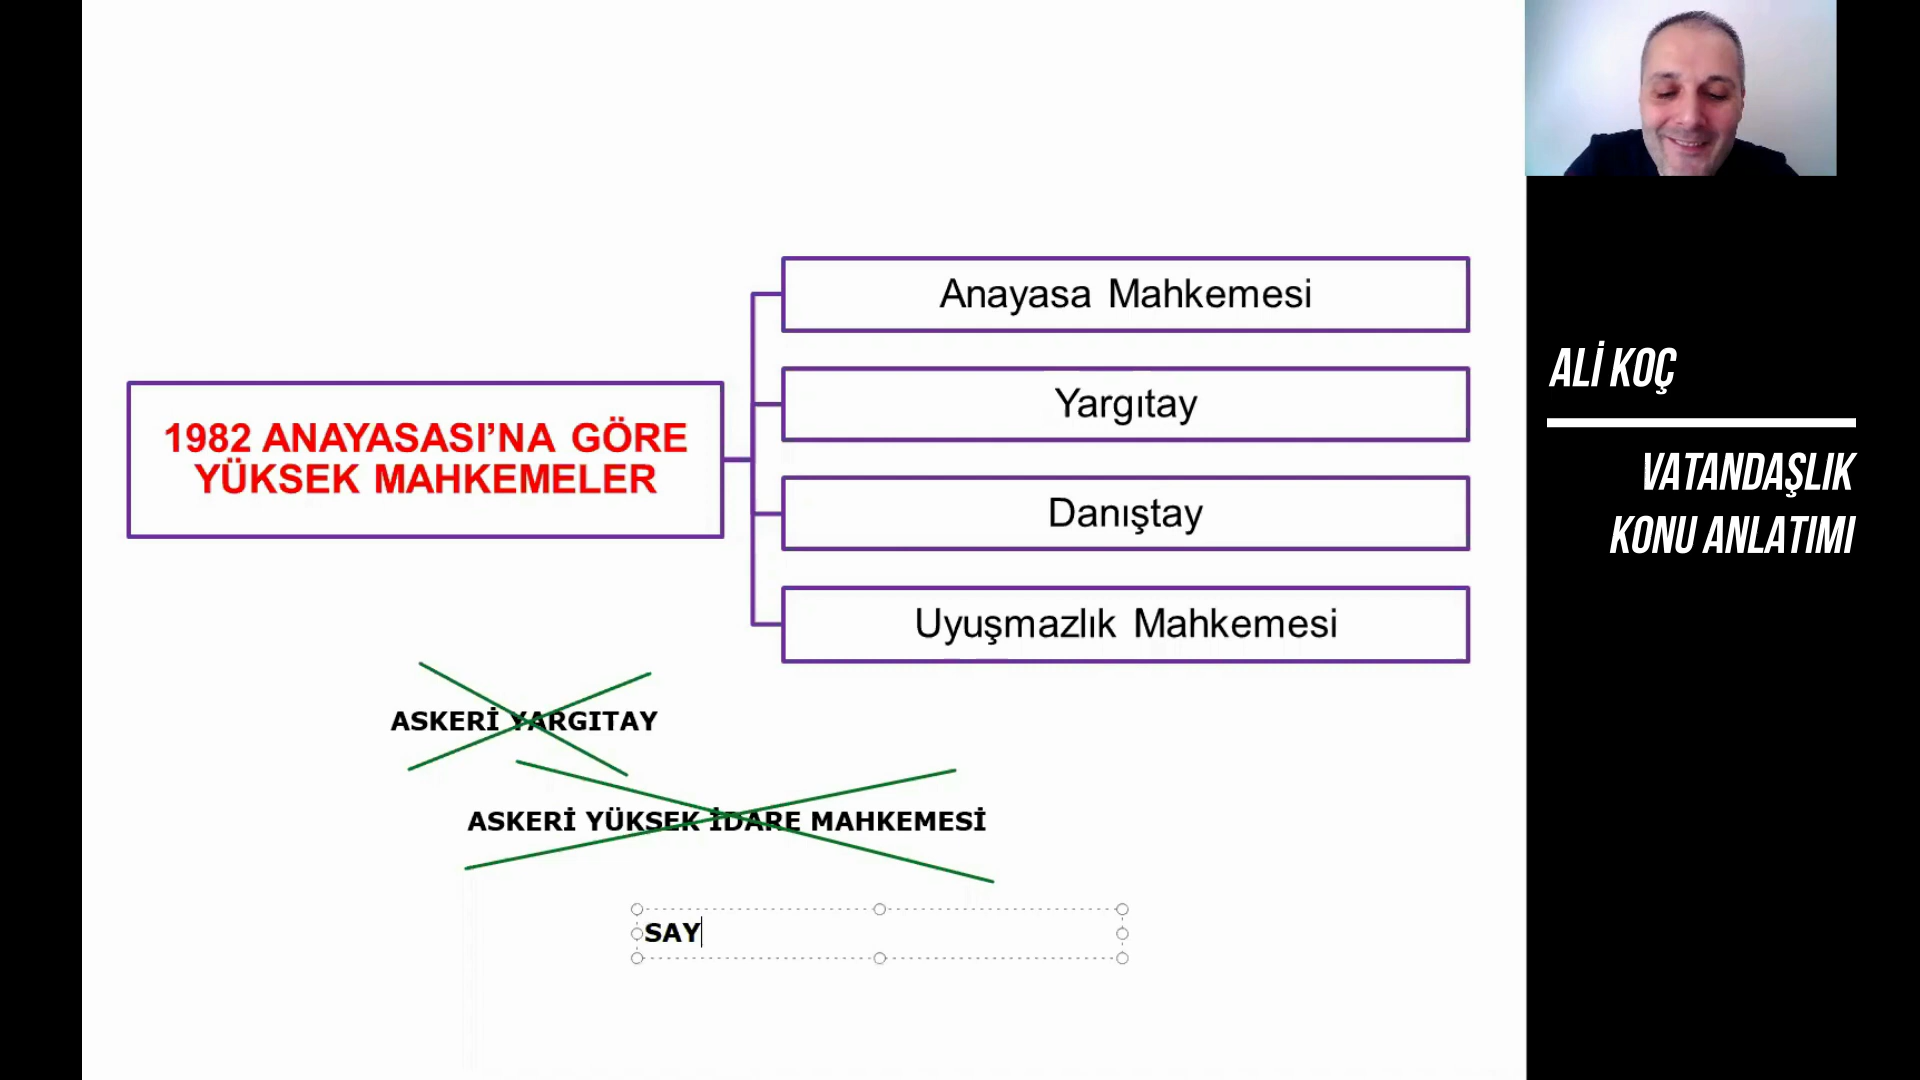 Anayasa Mahkemesi
Yargıtay
1982 ANAYASASI’NA GÖRE
YÜKSEK MAHKEMELER
Danıştay
Uyuşmazlık Mahkemesi
ASKERİ YARGITAY
ASKERİ YÜKSEK İDARE MAHKEMESİ
SAY
ALİ KOÇ
VATANDAŞLIK
KONU ANLATIMI